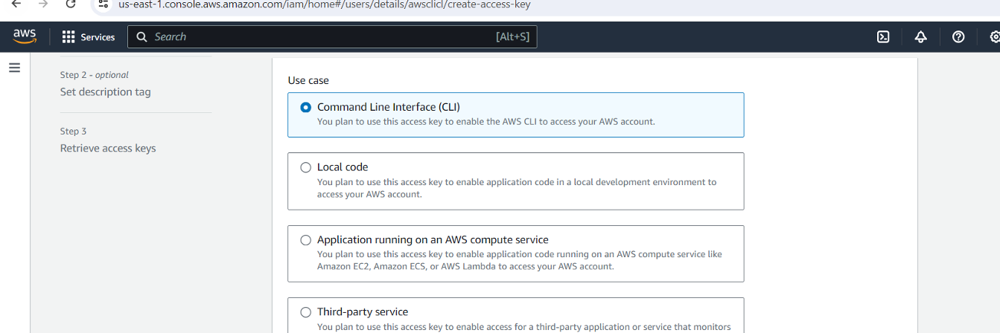 us-east-1.console.aws.amazon.com/iam/home#/users/details/awsclicl/create-access-key
aws
Services
Search
[Alt+S]
Step 2 - optional
Set description tag
Step 3
Retrieve access keys
Use case
Command Line Interface (CLI)
You plan to use this access key to enable the AWS CLI to access your AWS account.
Local code
You plan to use this access key to enable application code in a local development environment to
access your AWS account.
Application running on an AWS compute service
You plan to use this access key to enable application code running on an AWS compute service like
Amazon EC2, Amazon ECS, or AWS Lambda to access your AWS account.
Third-party service
You plan to use this access key to enable access for a third-party application or service that monitors